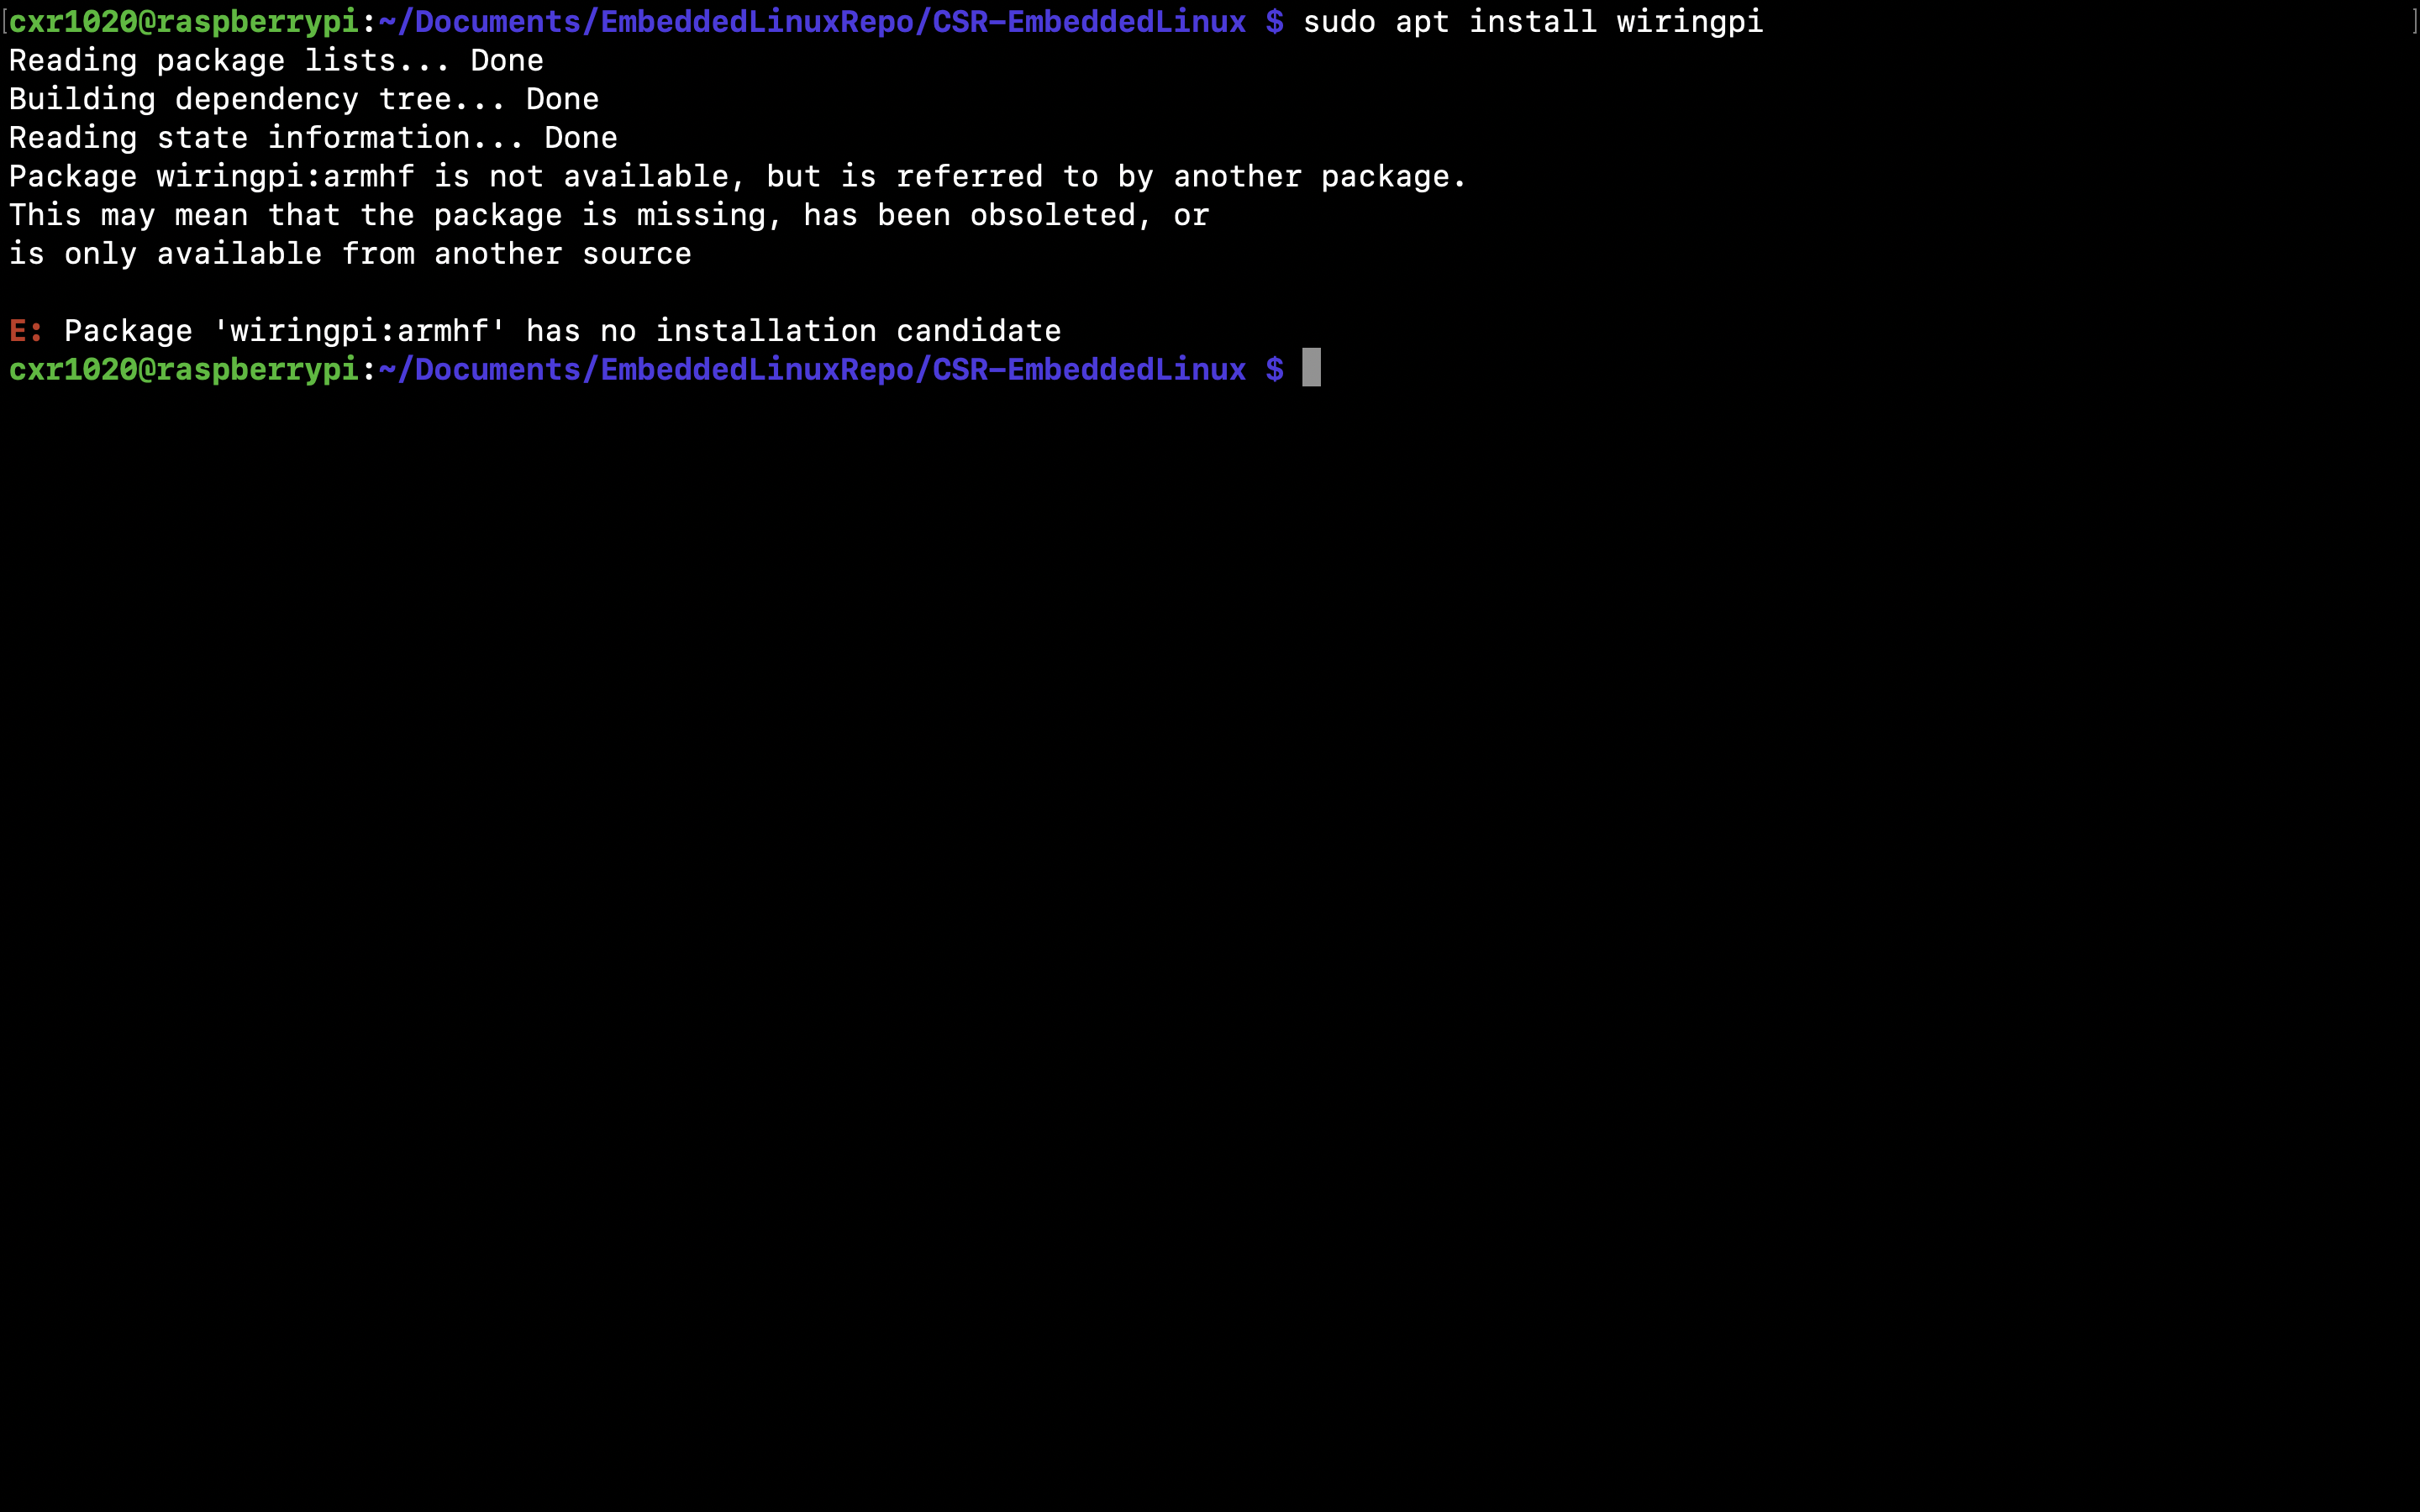 [cxr1020@raspberrypi:~/Documents/EmbeddedLinuxRepo/CSR-EmbeddedLinux $ sudo apt install wiringpi ]
Reading package lists... Done
Building dependency tree... Done
Reading state information... Done
Package wiringpi:armhf is not available, but is referred to by another package.
This may mean that the package is missing, has been obsoleted, or
is only available from another source
E: Package 'wiringpi:armhf' has no installation candidate
cxr1020@raspberrypi:~/Documents/EmbeddedLinuxRepo/CSR-EmbeddedLinux $